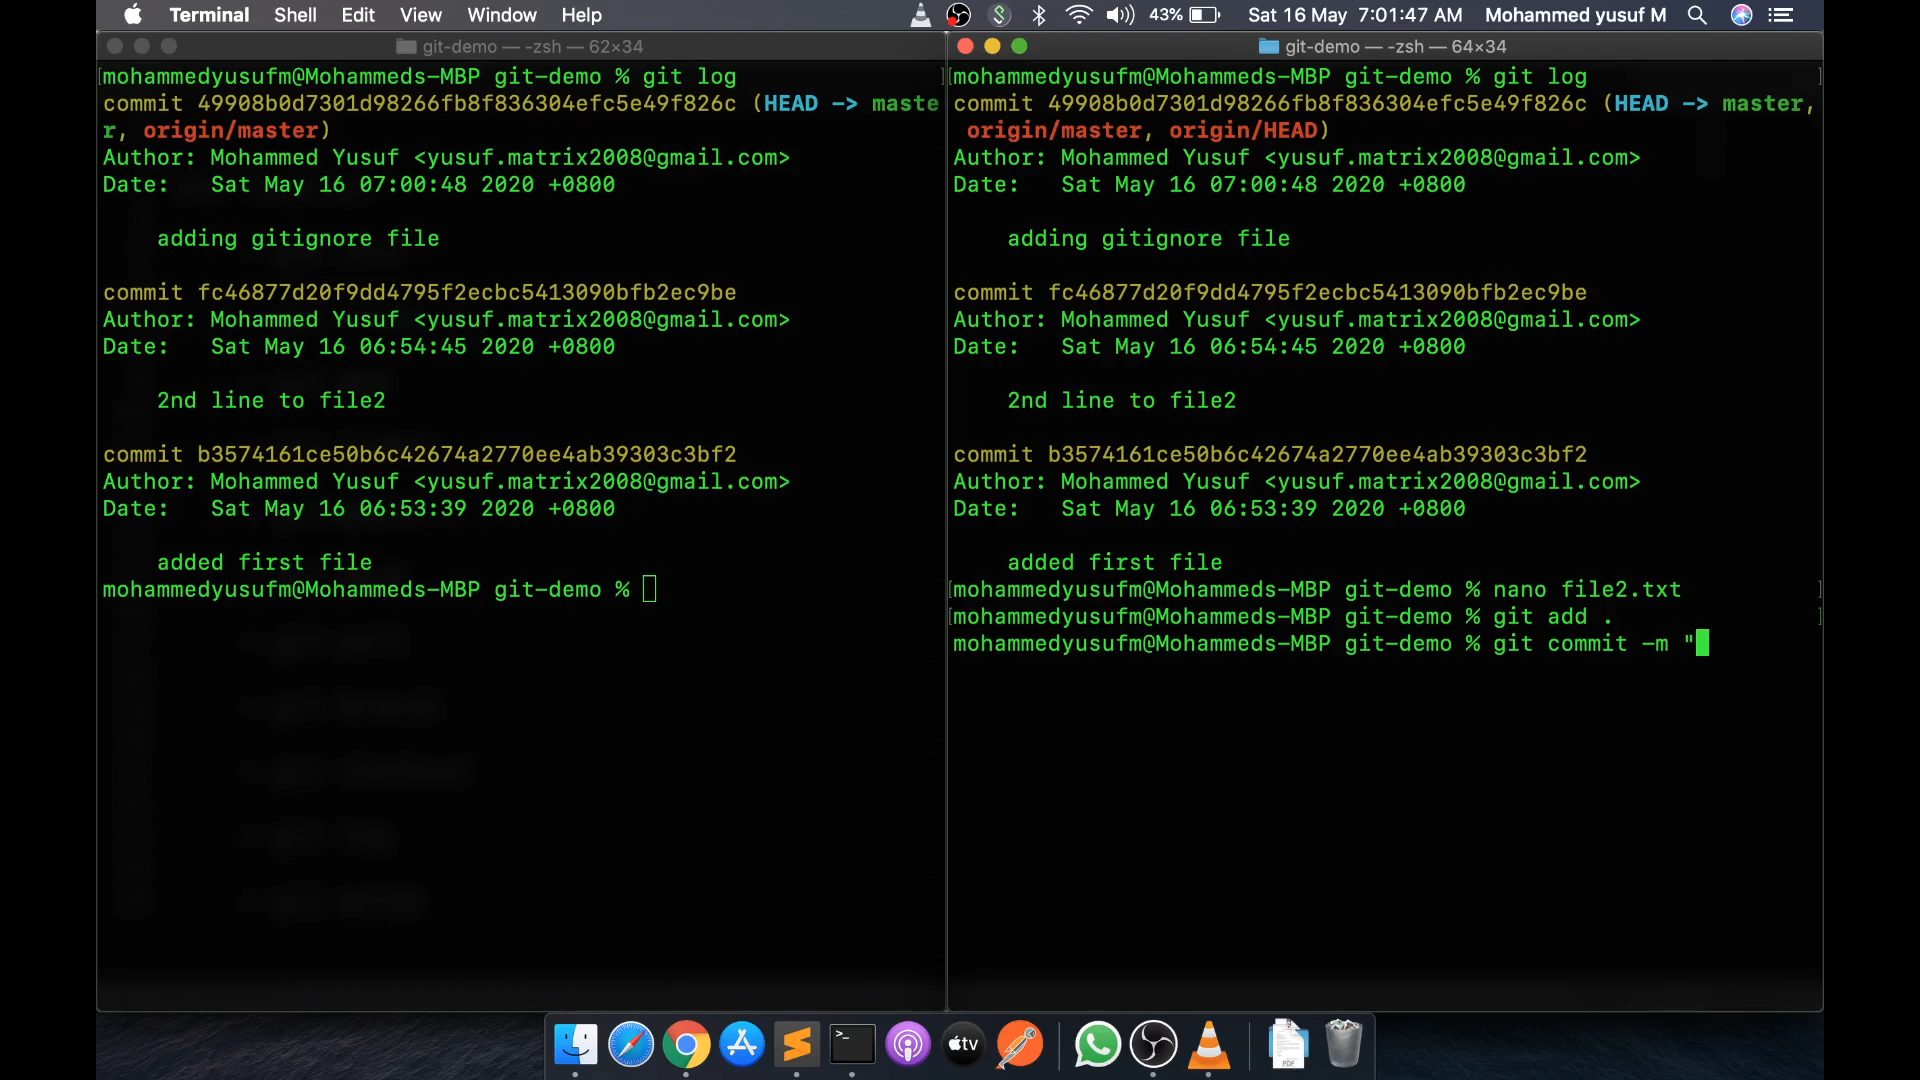 Terminal Shell Edit View Window Help 43% Sat 16 May 7:01:47 AM Mohammed yusuf M
git-demo — -zsh — 62×34
[mohammedyusufm@Mohammeds-MBP git-demo % git log ]
commit 49908b0d7301d98266fb8f836304efc5e49f826c (HEAD -> maste
r, origin/master)
Author: Mohammed Yusuf <yusuf.matrix2008@gmail.com>
Date:   Sat May 16 07:00:48 2020 +0800
adding gitignore file
commit fc46877d20f9dd4795f2ecbc5413090bfb2ec9be
Author: Mohammed Yusuf <yusuf.matrix2008@gmail.com>
Date:   Sat May 16 06:54:45 2020 +0800
2nd line to file2
commit b3574161ce50b6c42674a2770ee4ab39303c3bf2
Author: Mohammed Yusuf <yusuf.matrix2008@gmail.com>
Date:   Sat May 16 06:53:39 2020 +0800
added first file
mohammedyusufm@Mohammeds-MBP git-demo %
git-demo — -zsh — 64×34
[mohammedyusufm@Mohammeds-MBP git-demo % git log ]
commit 49908b0d7301d98266fb8f836304efc5e49f826c (HEAD -> master,
origin/master, origin/HEAD)
Author: Mohammed Yusuf <yusuf.matrix2008@gmail.com>
Date:   Sat May 16 07:00:48 2020 +0800
adding gitignore file
commit fc46877d20f9dd4795f2ecbc5413090bfb2ec9be
Author: Mohammed Yusuf <yusuf.matrix2008@gmail.com>
Date:   Sat May 16 06:54:45 2020 +0800
2nd line to file2
commit b3574161ce50b6c42674a2770ee4ab39303c3bf2
Author: Mohammed Yusuf <yusuf.matrix2008@gmail.com>
Date:   Sat May 16 06:53:39 2020 +0800
added first file
[mohammedyusufm@Mohammeds-MBP git-demo % nano file2.txt ]
[mohammedyusufm@Mohammeds-MBP git-demo % git add . ]
mohammedyusufm@Mohammeds-MBP git-demo % git commit -m "
tv
PDF